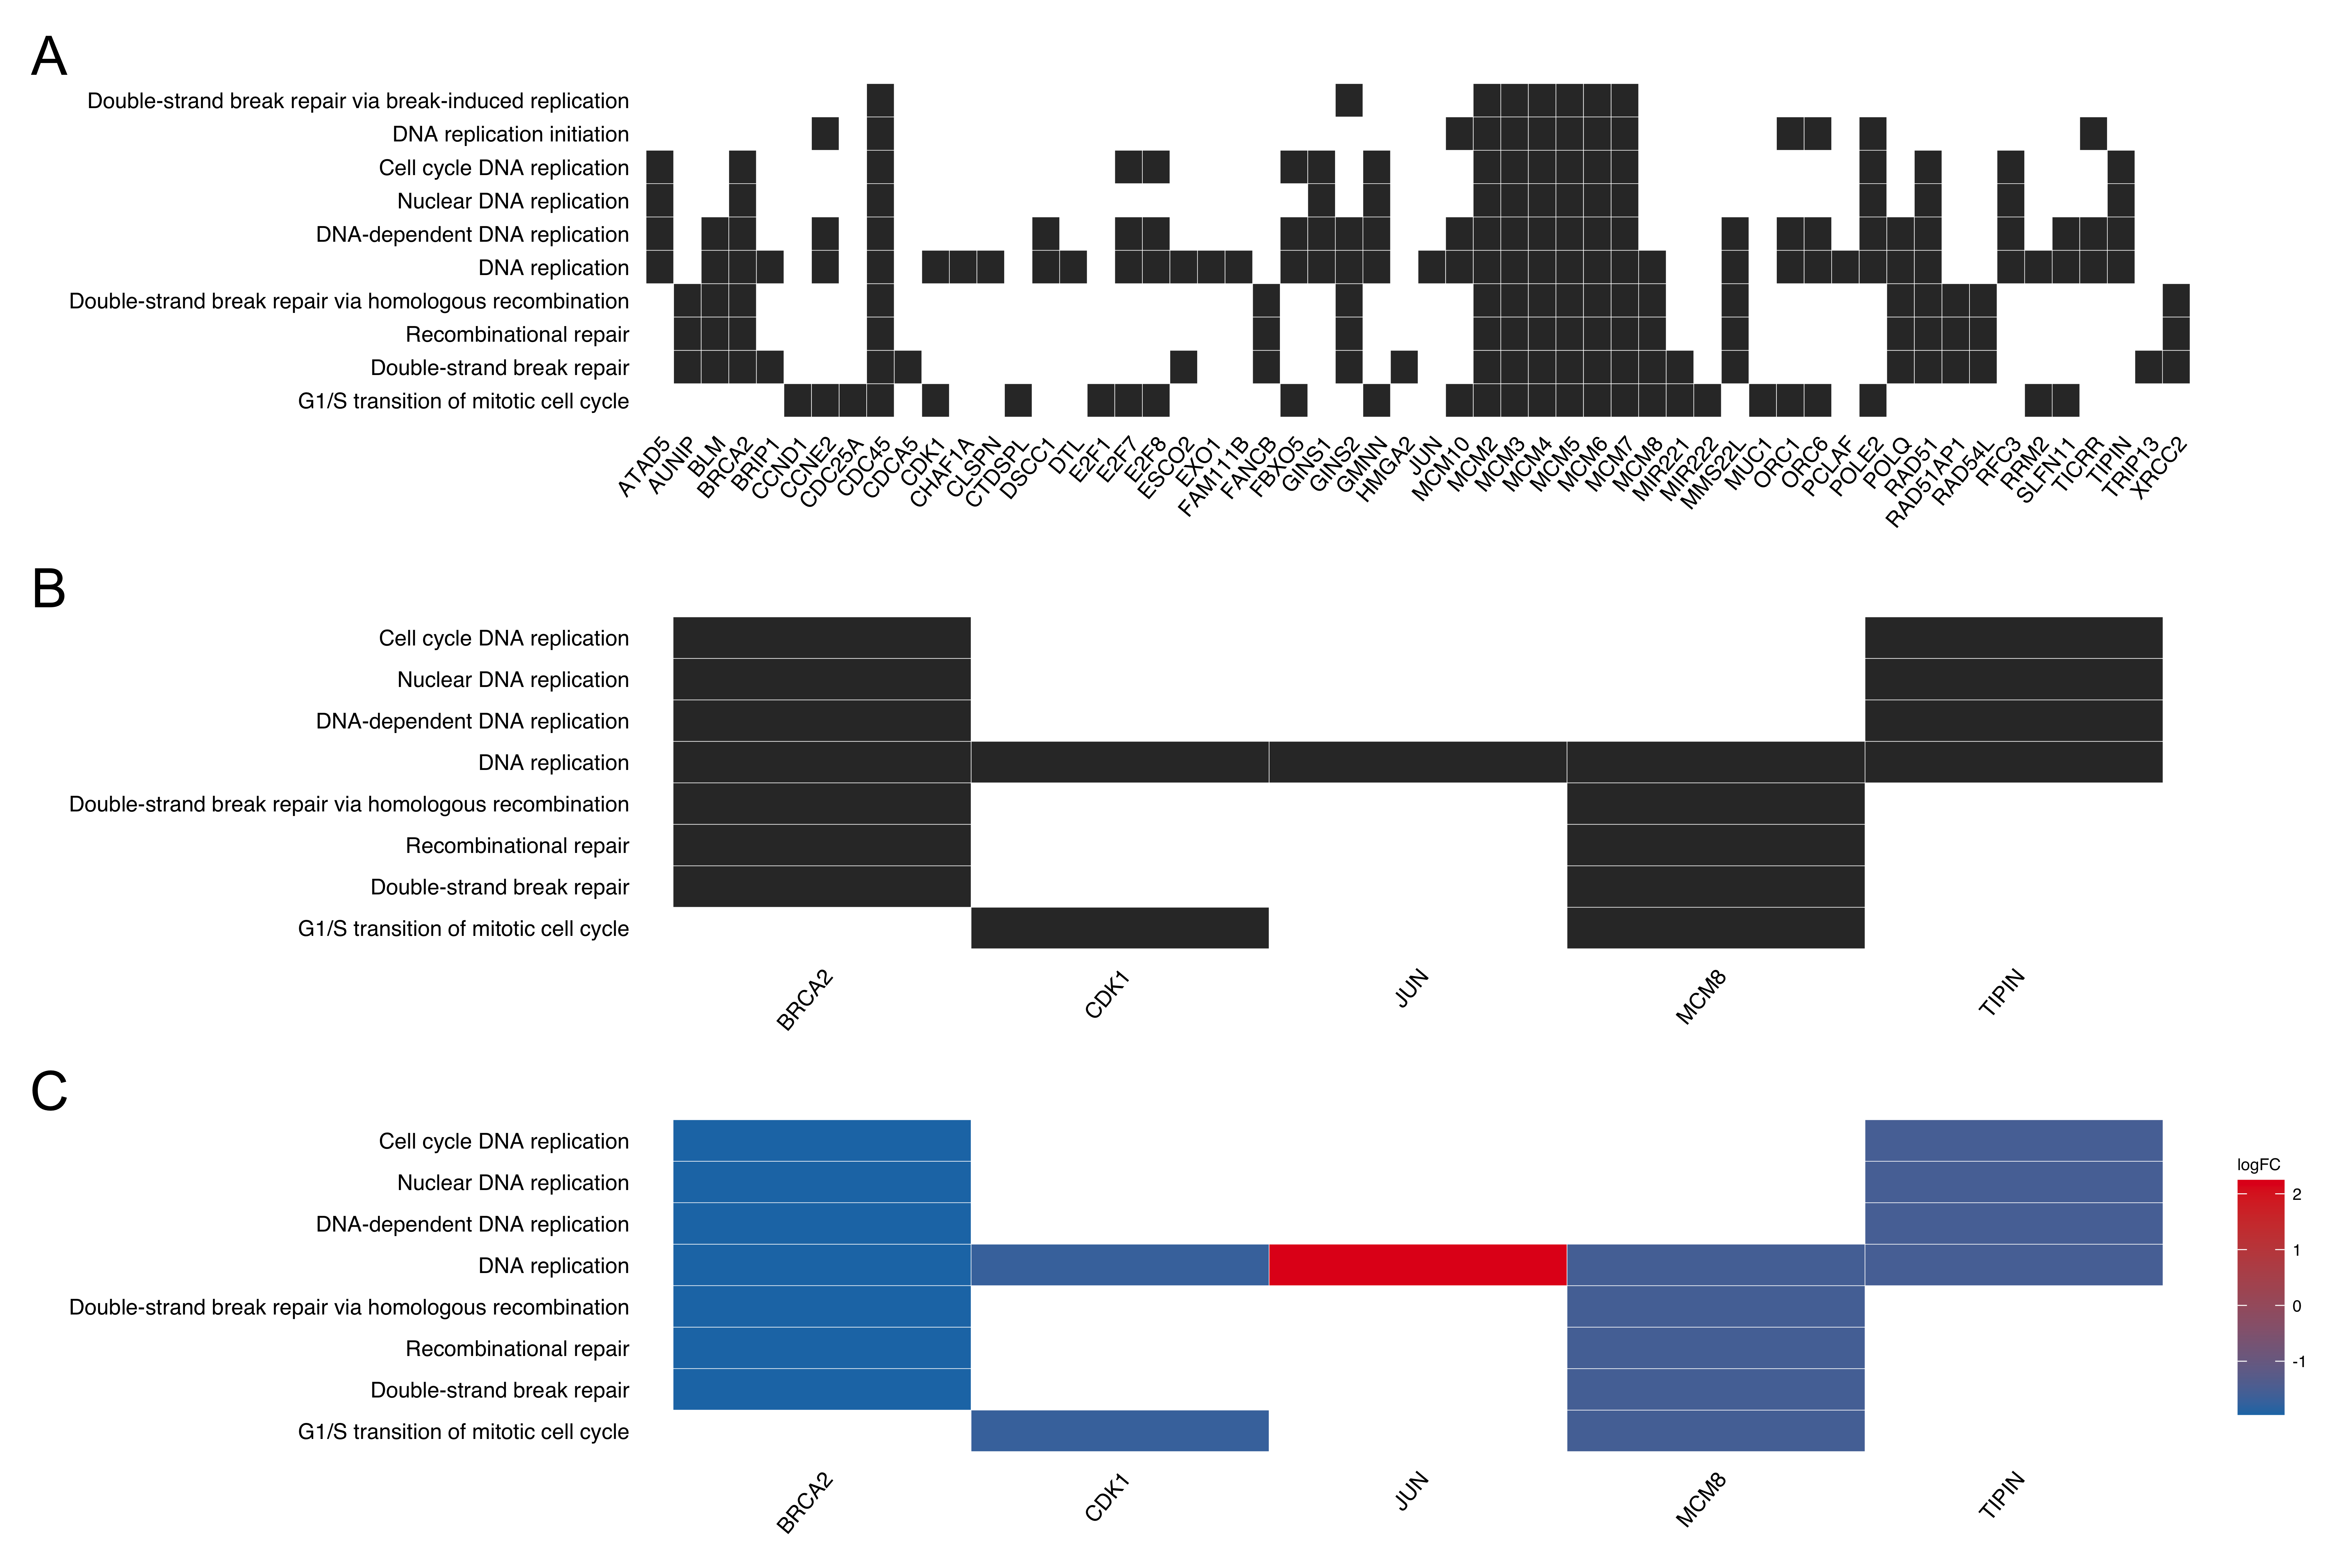 A
Double-strand break repair via break-induced replication
DNA replication initiation
Cell cycle DNA replication
Nuclear DNA replication
DNA-dependent DNA replication
DNA replication
Double-strand break repair via homologous recombination
Recombinational repair
Double-strand break repair
G1/S transition of mitotic cell cycle
ATAD5
AUNIP
BLM
BRCA2
BRIP1
CCND1
CCNE2
CDC25A
CDC45
CDCA5
CDK1
CHAF1A
CLSPN
CTDSPL
DSCC1
DTL
E2F1
E2F7
E2F8
ESCO2
EXO1
FAM111B
FANCB
FBXO5
GINS1
GINS2
GMNN
HMGA2
JUN
MCM10
MCM2
MCM3
MCM4
MCM5
MCM6
MCM7
MCM8
MIR221
MIR222
MMS22L
MUC1
ORC1
ORC6
PCLAF
POLE2
POLQ
RAD51
RAD51AP1
RAD54L
RFC3
RRM2
SLFN11
TICRR
TIPIN
TRIP13
XRCC2
B
Cell cycle DNA replication
Nuclear DNA replication
DNA-dependent DNA replication
DNA replication
Double-strand break repair via homologous recombination
Recombinational repair
Double-strand break repair
G1/S transition of mitotic cell cycle
BRCA2
CDK1
JUN
MCM8
TIPIN
C
Cell cycle DNA replication
Nuclear DNA replication
DNA-dependent DNA replication
DNA replication
Double-strand break repair via homologous recombination
Recombinational repair
Double-strand break repair
G1/S transition of mitotic cell cycle
BRCA2
CDK1
JUN
MCM8
TIPIN
logFC
2
1
0
-1